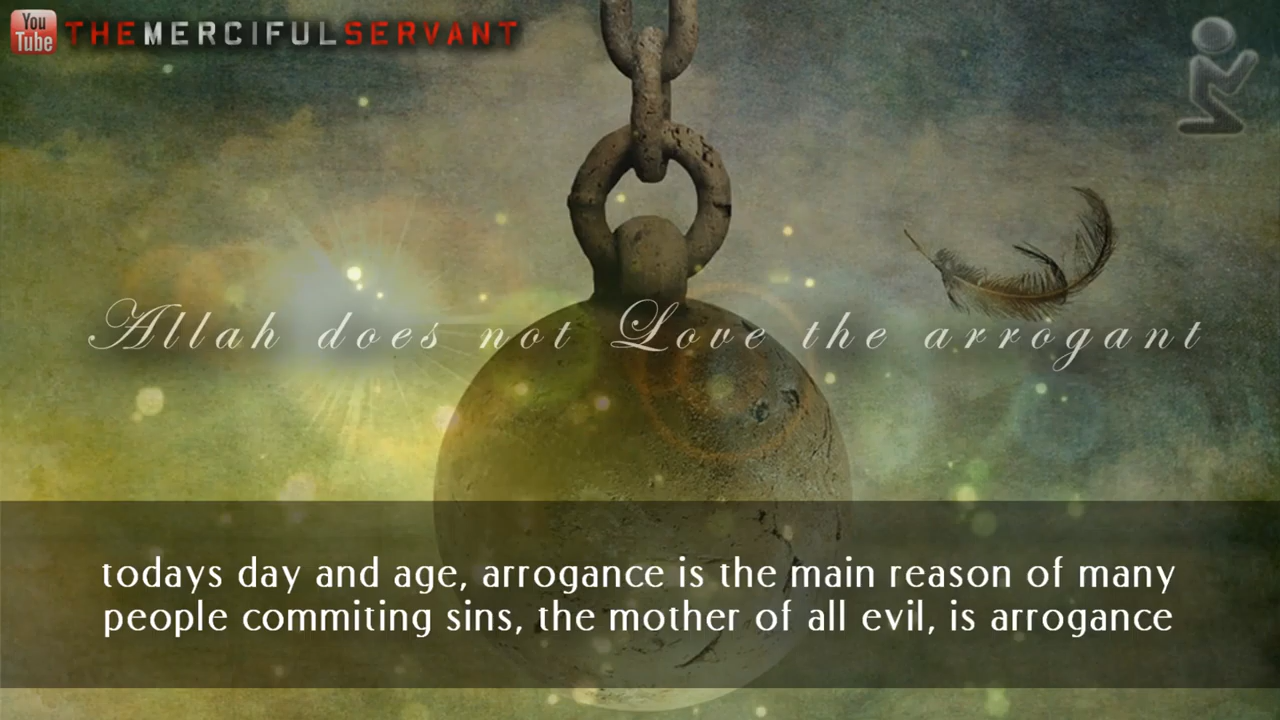 You
Tube
THEMERCIFULSERVANT
Allah does not Love the arrogant
todays day and age, arrogance is the main reason of many
people commiting sins, the mother of all evil, is arrogance